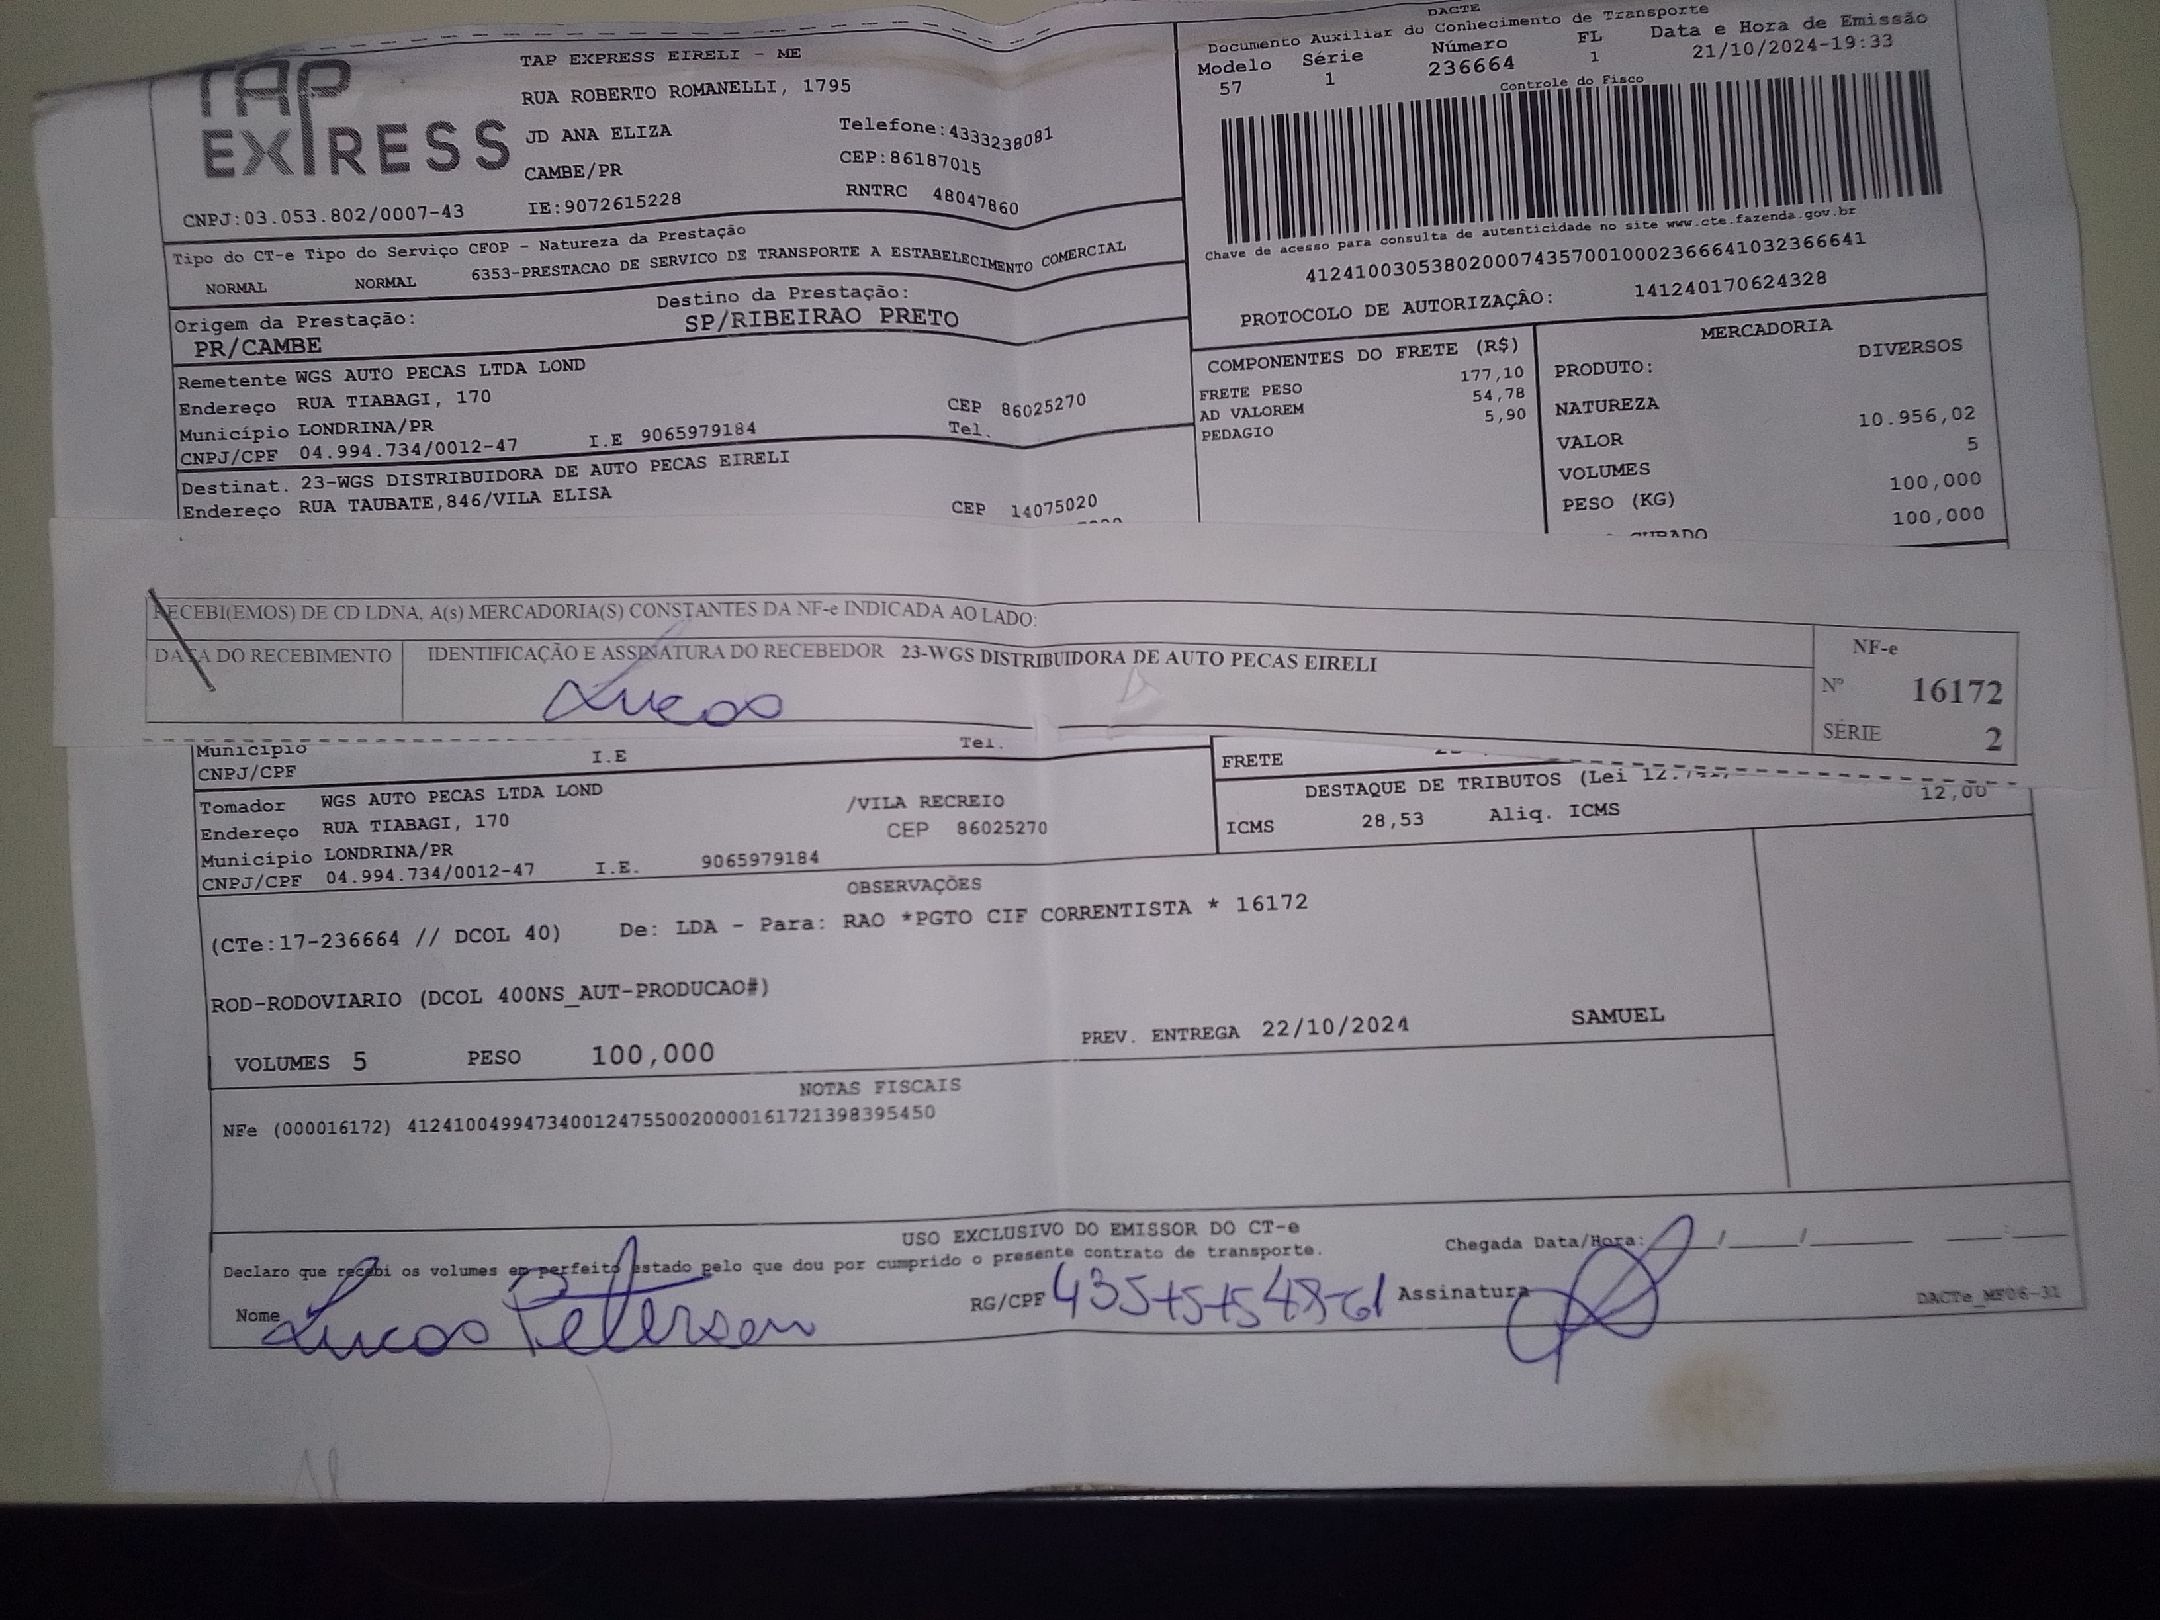 DACTE
Documento Auxiliar do Conhecimento de Transporte
Modelo Série Número FL Data e Hora de Emissão
57 1 236664 1 21/10/2024-19:33
Controle do Fisco
TAP EXPRESS
TAP EXPRESS EIRELI - ME
RUA ROBERTO ROMANELLI, 1795
JD ANA ELIZA Telefone:4333238081
CAMBE/PR CEP:86187015
CNPJ:03.053.802/0007-43 IE:9072615228 RNTRC 48047860
Chave de acesso para consulta de autenticidade no site www.cte.fazenda.gov.br
41241003053802000743570010002366641032366641
PROTOCOLO DE AUTORIZAÇÂO: 141240170624328
Tipo do CT-e Tipo do Serviço CFOP - Natureza da Prestação
NORMAL NORMAL 6353-PRESTACAO DE SERVICO DE TRANSPORTE A ESTABELECIMENTO COMERCIAL
Origem da Prestação: Destino da Prestação:
PR/CAMBE SP/RIBEIRAO PRETO
Remetente WGS AUTO PECAS LTDA LOND
Endereço RUA TIABAGI, 170 CEP 86025270
Município LONDRINA/PR Tel.
CNPJ/CPF 04.994.734/0012-47 I.E 9065979184
Destinat. 23-WGS DISTRIBUIDORA DE AUTO PECAS EIRELI
Endereço RUA TAUBATE,846/VILA ELISA CEP 14075020
COMPONENTES DO FRETE (R$)
FRETE PESO 177,10
AD VALOREM 54,78
PEDAGIO 5,90
MERCADORIA
PRODUTO: DIVERSOS
NATUREZA
VALOR 10.956,02
VOLUMES 5
PESO (KG) 100,000
100,000
RECEBI(EMOS) DE CD LDNA, A(s) MERCADORIA(S) CONSTANTES DA NF-e INDICADA AO LADO:
DATA DO RECEBIMENTO IDENTIFICAÇÃO E ASSINATURA DO RECEBEDOR 23-WGS DISTRIBUIDORA DE AUTO PECAS EIRELI
Lucas
NF-e
Nº 16172
SÉRIE 2
Município Tel.
CNPJ/CPF I.E
FRETE
Tomador WGS AUTO PECAS LTDA LOND
Endereço RUA TIABAGI, 170 /VILA RECREIO
Município LONDRINA/PR CEP 86025270
CNPJ/CPF 04.994.734/0012-47 I.E. 9065979184
DESTAQUE DE TRIBUTOS (Lei
ICMS 28,53 Aliq. ICMS 12,00
OBSERVAÇÕES
(CTe:17-236664 // DCOL 40) De: LDA - Para: RAO *PGTO CIF CORRENTISTA * 16172
ROD-RODOVIARIO (DCOL 400NS_AUT-PRODUCAO#)
VOLUMES 5 PESO 100,000 PREV. ENTREGA 22/10/2024 SAMUEL
NOTAS FISCAIS
NFe (000016172) 41241004994734001247550020000161721398395450
USO EXCLUSIVO DO EMISSOR DO CT-e
Declaro que recebi os volumes em perfeito estado pelo que dou por cumprido o presente contrato de transporte.
Chegada Data/Hora: ____/____/______ ___:___
Nome Lucas Petersen RG/CPF Assinatura
DACTe_MF06-31